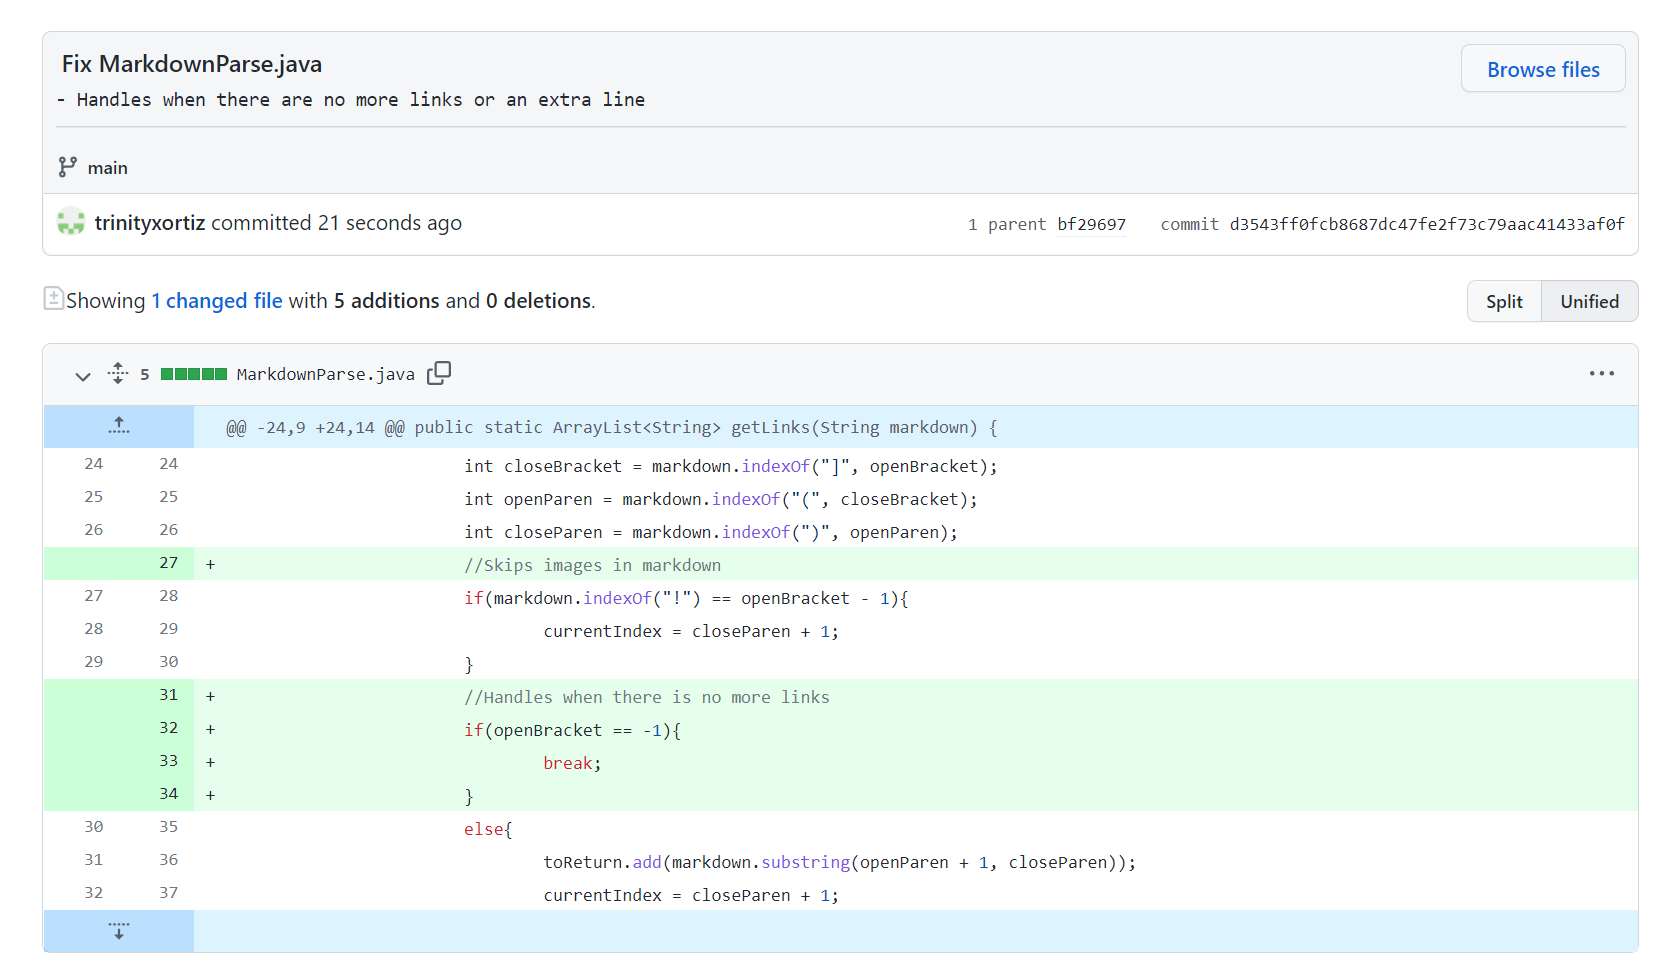 Fix MarkdownParse.java
Browse files
- Handles when there are no more links or an extra line
main
trinityxortiz committed 21 seconds ago 1 parent bf29697 commit d3543ff0fcb8687dc47fe2f73c79aac41433af0f
Showing 1 changed file with 5 additions and 0 deletions.
Split Unified
5 MarkdownParse.java
@@ -24,9 +24,14 @@ public static ArrayList<String> getLinks(String markdown) {
24 24 int closeBracket = markdown.indexOf("]", openBracket);
25 25 int openParen = markdown.indexOf("(", closeBracket);
26 26 int closeParen = markdown.indexOf(")", openParen);
27 + //Skips images in markdown
27 28 if(markdown.indexOf("!") == openBracket - 1){
28 29 currentIndex = closeParen + 1;
29 30 }
31 + //Handles when there is no more links
32 + if(openBracket == -1){
33 + break;
34 + }
30 35 else{
31 36 toReturn.add(markdown.substring(openParen + 1, closeParen));
32 37 currentIndex = closeParen + 1;